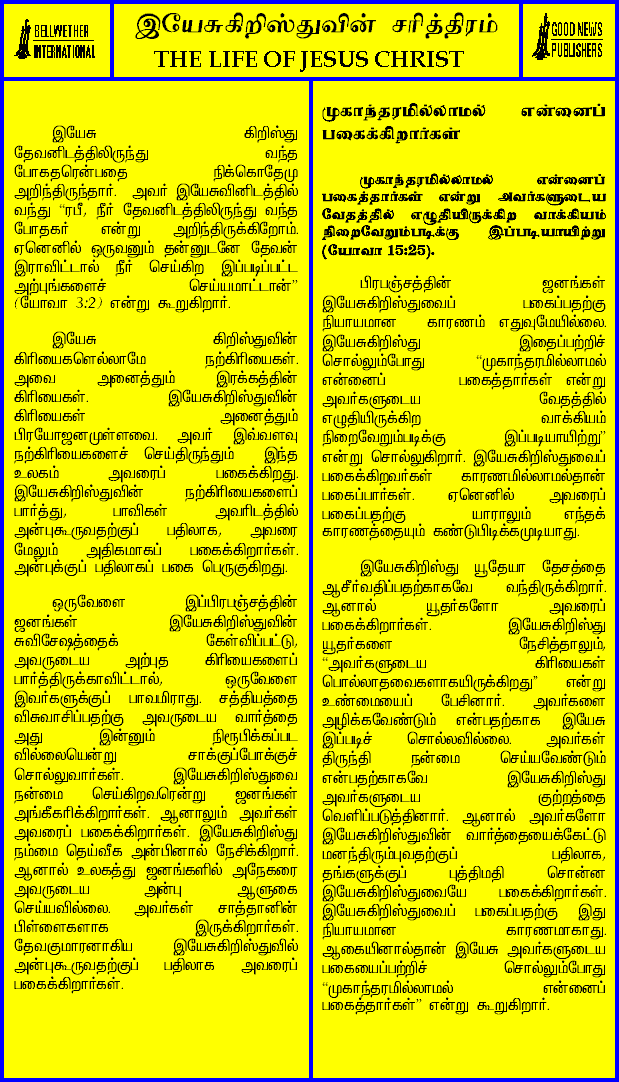 BELLWETHER
INTERNATIONAL
இயேசுகிறிஸ்துவின் சரித்திரம்
THE LIFE OF JESUS CHRIST
GOOD NEWS
PUBLISHERS
இயேசு கிறிஸ்து
தேவனிடத்திலிருந்து வந்த
போதகரென்பதை நிக்கொதேமு
அறிந்திருந்தார். அவர் இயேசுவினிடத்தில்
வந்து “ரபீ, நீர் தேவனிடத்திலிருந்து வந்த
போதகர் என்று அறிந்திருக்கிறோம்.
ஏனெனில் ஒருவனும் தன்னுடனே தேவன்
இராவிட்டால் நீர் செய்கிற இப்படிப்பட்ட
அற்புங்களைச் செய்யமாட்டான்”
(யோவா 3:2) என்று கூறுகிறார்.
இயேசு கிறிஸ்துவின்
கிரியைகளெல்லாமே நற்கிரியைகள்.
அவை அனைத்தும் இரக்கத்தின்
கிரியைகள். இயேசுகிறிஸ்துவின்
கிரியைகள் அனைத்தும்
பிரயோஜனமுள்ளவை. அவர் இவ்வளவு
நற்கிரியைகளைச் செய்திருந்தும் இந்த
உலகம் அவரைப் பகைக்கிறது.
இயேசுகிறிஸ்துவின் நற்கிரியைகளைப்
பார்த்து, பாவிகள் அவரிடத்தில்
அன்புகூருவதற்குப் பதிலாக, அவரை
மேலும் அதிகமாகப் பகைக்கிறார்கள்.
அன்புக்குப் பதிலாகப் பகை பெருகுகிறது.
ஒருவேளை இப்பிரபஞ்சத்தின்
ஜனங்கள் இயேசுகிறிஸ்துவின்
சுவிசேஷத்தைக் கேள்விப்பட்டு,
அவருடைய அற்புத கிரியைகளைப்
பார்த்திருக்காவிட்டால், ஒருவேளை
இவர்களுக்குப் பாவமிராது. சத்தியத்தை
விசுவாசிப்பதற்கு அவருடைய வார்த்தை
அது இன்னும் நிரூபிக்கப்பட
வில்லையென்று சாக்குப்போக்குச்
சொல்லுவார்கள். இயேசுகிறிஸ்துவை
நன்மை செய்கிறவரென்று ஜனங்கள்
அங்கீகரிக்கிறார்கள். ஆனாலும் அவர்கள்
அவரைப் பகைக்கிறார்கள். இயேசுகிறிஸ்து
நம்மை தெய்வீக அன்பினால் நேசிக்கிறார்.
ஆனால் உலகத்து ஜனங்களில் அநேகரை
அவருடைய அன்பு ஆளுகை
செய்யவில்லை. அவர்கள் சாத்தானின்
பிள்ளைகளாக இருக்கிறார்கள்.
தேவகுமாரனாகிய இயேசுகிறிஸ்துவில்
அன்புகூருவதற்குப் பதிலாக அவரைப்
பகைக்கிறார்கள்.
முகாந்தரமில்லாமல் என்னைப்
பகைக்கிறார்கள்
முகாந்தரமில்லாமல் என்னைப்
பகைத்தார்கள் என்று அவர்களுடைய
வேதத்தில் எழுதியிருக்கிற வாக்கியம்
நிறைவேறும்படிக்கு இப்படியாயிற்று
(யோவா 15:25).
பிரபஞ்சத்தின் ஜனங்கள்
இயேசுகிறிஸ்துவைப் பகைப்பதற்கு
நியாயமான காரணம் எதுவுமேயில்லை.
இயேசுகிறிஸ்து இதைப்பற்றிச்
சொல்லும்போது “முகாந்தரமில்லாமல்
என்னைப் பகைத்தார்கள் என்று
அவர்களுடைய வேதத்தில்
எழுதியிருக்கிற வாக்கியம்
நிறைவேறும்படிக்கு இப்படியாயிற்று”
என்று சொல்லுகிறார். இயேசுகிறிஸ்துவைப்
பகைக்கிறவர்கள் காரணமில்லாமல்தான்
பகைப்பார்கள். ஏனெனில் அவரைப்
பகைப்பதற்கு யாராலும் எந்தக்
காரணத்தையும் கண்டுபிடிக்கமுடியாது.
இயேசுகிறிஸ்து யூதேயா தேசத்தை
ஆசீர்வதிப்பதற்காகவே வந்திருக்கிறார்.
ஆனால் யூதர்களோ அவரைப்
பகைக்கிறார்கள். இயேசுகிறிஸ்து
யூதர்களை நேசித்தாலும்,
“அவர்களுடைய கிரியைகள்
பொல்லாதவைகளாகயிருக்கிறது” என்று
உண்மையைப் பேசினார். அவர்களை
அழிக்கவேண்டும் என்பதற்காக இயேசு
இப்படிச் சொல்லவில்லை. அவர்கள்
திருந்தி நன்மை செய்யவேண்டும்
என்பதற்காகவே இயேசுகிறிஸ்து
அவர்களுடைய குற்றத்தை
வெளிப்படுத்தினார். ஆனால் அவர்களோ
இயேசுகிறிஸ்துவின் வார்த்தையைக்கேட்டு
மனந்திரும்புவதற்குப் பதிலாக,
தங்களுக்குப் புத்திமதி சொன்ன
இயேசுகிறிஸ்துவையே பகைக்கிறார்கள்.
இயேசுகிறிஸ்துவைப் பகைப்பதற்கு இது
நியாயமான காரணமாகாது.
ஆகையினால்தான் இயேசு அவர்களுடைய
பகையைப்பற்றிச் சொல்லும்போது
“முகாந்தரமில்லாமல் என்னைப்
பகைத்தார்கள்” என்று கூறுகிறார்.